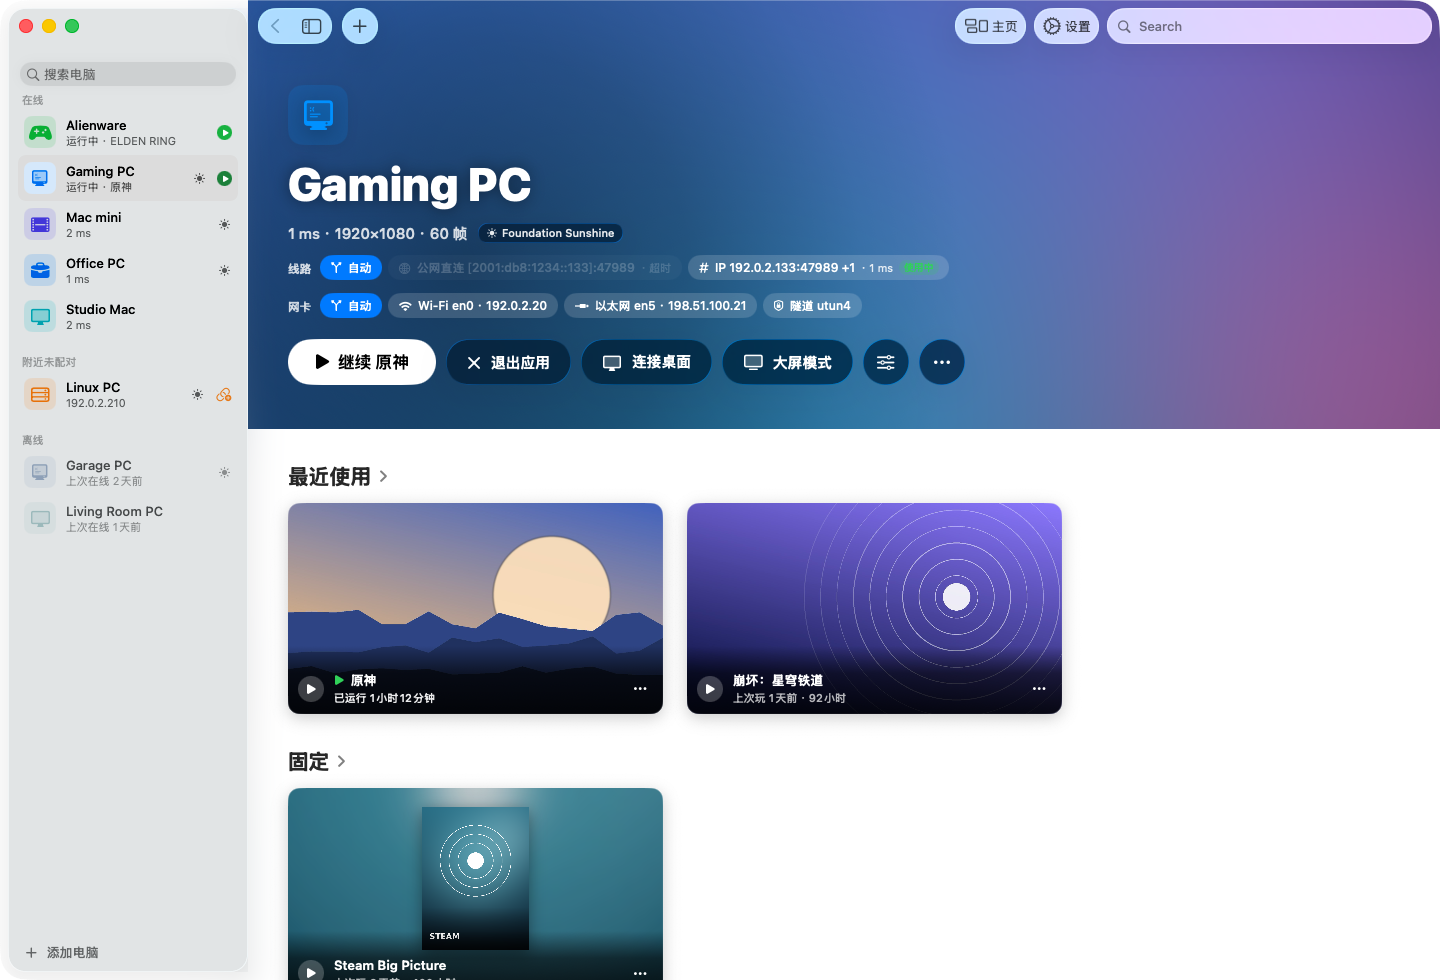 搜索电脑
在线
Alienware
运行中 · ELDEN RING
Gaming PC
运行中 · 原神
Mac mini
2 ms
Office PC
1 ms
Studio Mac
2 ms
附近未配对
Linux PC
192.0.2.210
离线
Garage PC
上次在线 2天前
Living Room PC
上次在线 1天前
添加电脑
主页
设置
Search
Gaming PC
1 ms · 1920×1080 · 60 帧 Foundation Sunshine
线路 自动 公网直连 [2001:db8:1234::133]:47989 · 超时 # IP 192.0.2.133:47989 +1 · 1 ms 使用中
网卡 自动 Wi-Fi en0 · 192.0.2.20 以太网 en5 · 198.51.100.21 隧道 utun4
继续 原神 退出应用 连接桌面 大屏模式
最近使用
原神
已运行 1小时12分钟
崩坏：星穹铁道
上次玩 1天前 · 92小时
固定
STEAM
Steam Big Picture